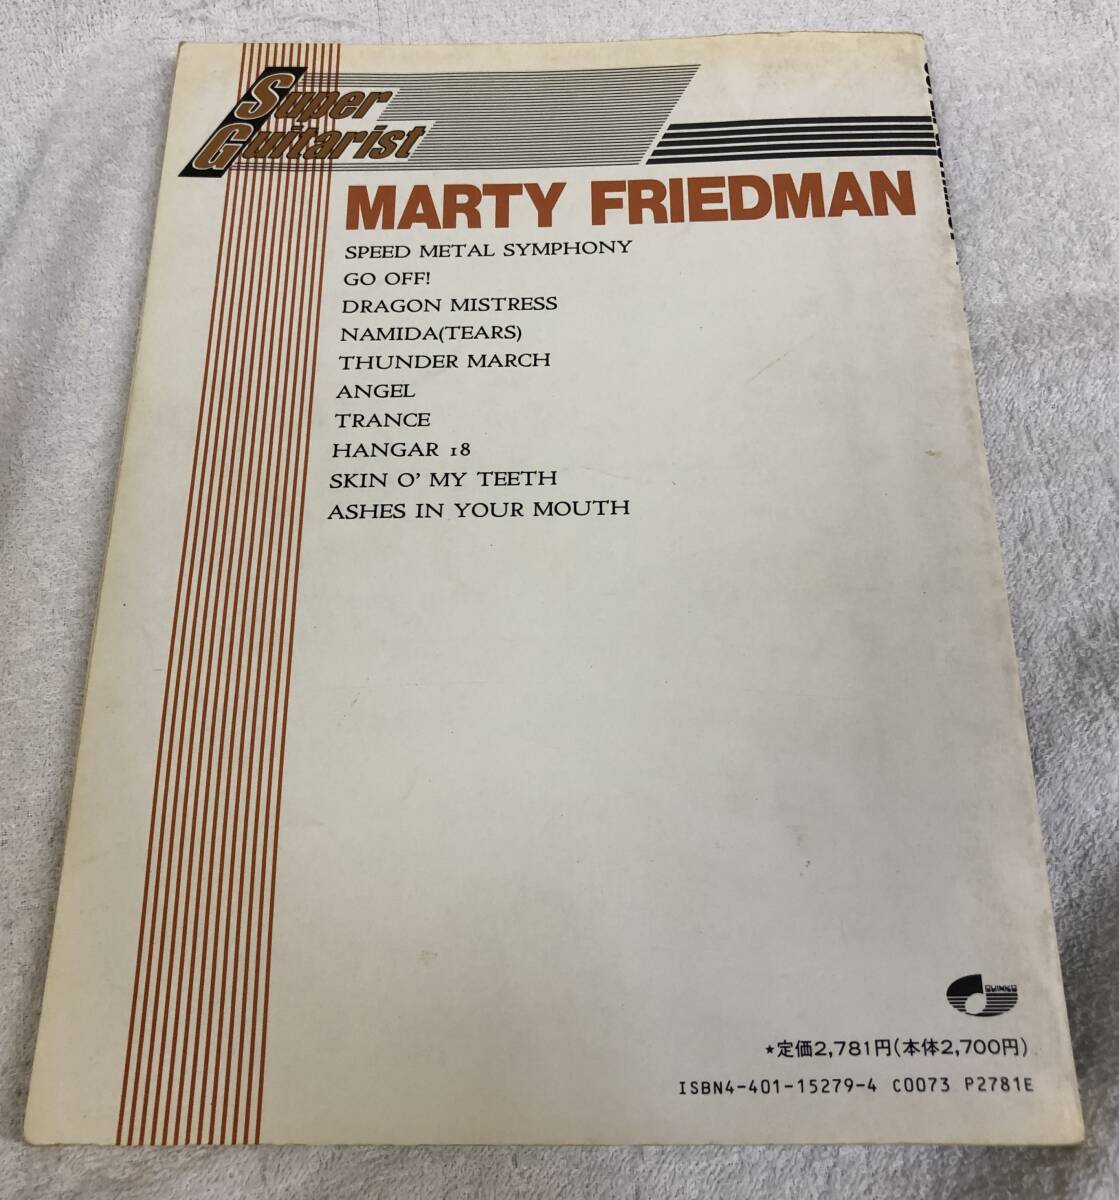 Super
Guitarist
MARTY FRIEDMAN
SPEED METAL SYMPHONY
GO OFF!
DRAGON MISTRESS
NAMIDA(TEARS)
THUNDER MARCH
ANGEL
TRANCE
HANGAR 18
SKIN O' MY TEETH
ASHES IN YOUR MOUTH
SHINKO
★定価2,781円(本体2,700円)
ISBN4-401-15279-4 C0073 P2781E